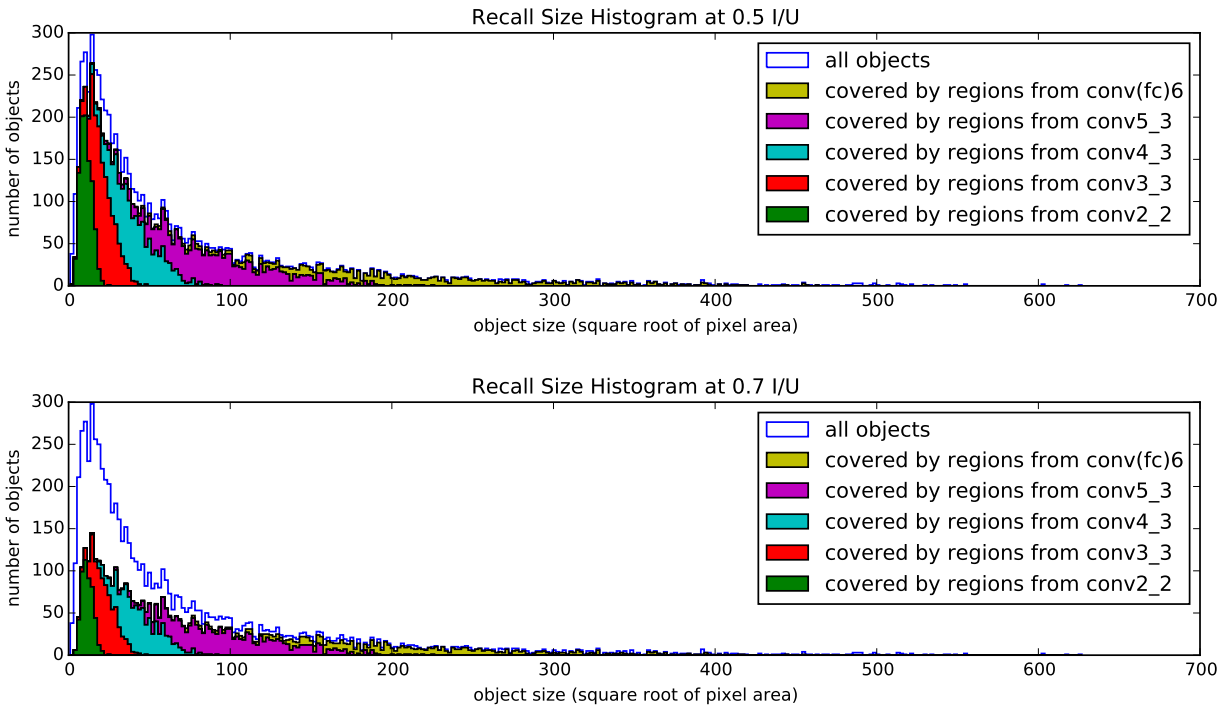 Recall Size Histogram at 0.5 I/U
300
250
200
150
100
50
0
number of objects
all objects
covered by regions from conv(fc)6
covered by regions from conv5_3
covered by regions from conv4_3
covered by regions from conv3_3
covered by regions from conv2_2
0 100 200 300 400 500 600 700
object size (square root of pixel area)
Recall Size Histogram at 0.7 I/U
300
250
200
150
100
50
0
number of objects
all objects
covered by regions from conv(fc)6
covered by regions from conv5_3
covered by regions from conv4_3
covered by regions from conv3_3
covered by regions from conv2_2
0 100 200 300 400 500 600 700
object size (square root of pixel area)